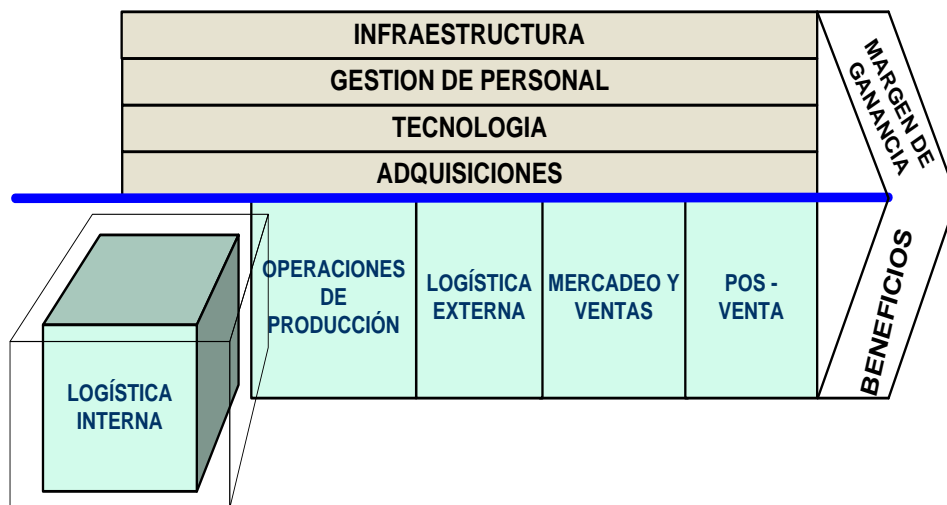 INFRAESTRUCTURA
GESTION DE PERSONAL
TECNOLOGIA
ADQUISICIONES
MARGEN DE
GANANCIA
OPERACIONES
DE
PRODUCCIÓN
LOGÍSTICA
EXTERNA
MERCADEO Y
VENTAS
POS -
VENTA
BENEFICIOS
LOGÍSTICA
INTERNA